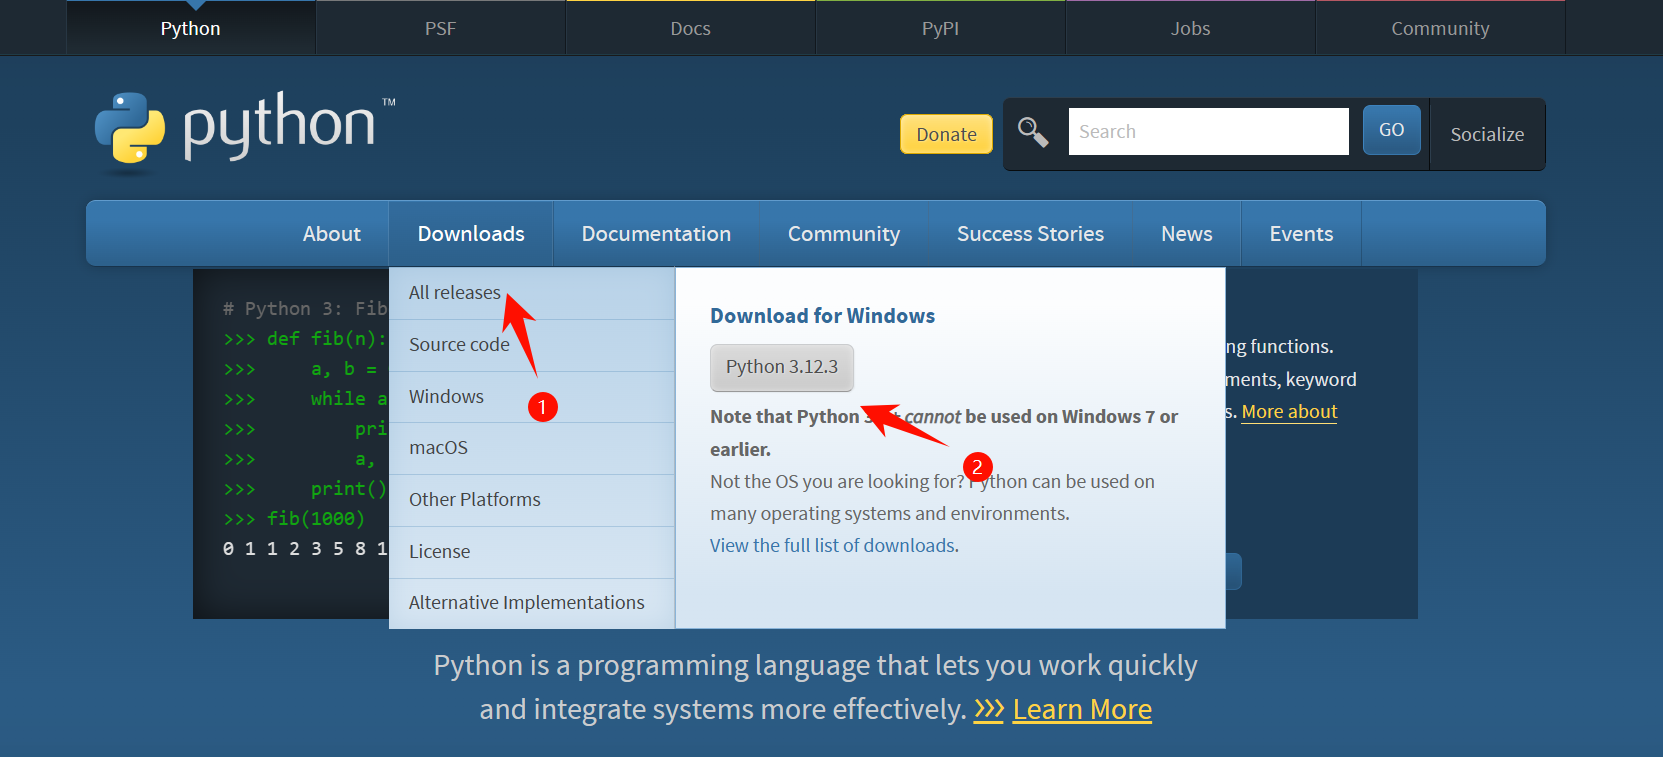 Python PSF Docs PyPI Jobs Community
python™
Donate Search GO Socialize
About Downloads Documentation Community Success Stories News Events
# Python 3: Fib
>>> def fib(n):
>>> a, b =
>>> while a
>>> pri
>>> a,
>>> print()
>>> fib(1000)
0 1 1 2 3 5 8 1
All releases
Source code
Windows
macOS
Other Platforms
License
Alternative Implementations
1
Download for Windows
Python 3.12.3
Note that Python cannot be used on Windows 7 or
earlier.
2
Not the OS you are looking for? Python can be used on
many operating systems and environments.
View the full list of downloads.
ng functions.
ments, keyword
s. More about
Python is a programming language that lets you work quickly
and integrate systems more effectively. >>> Learn More